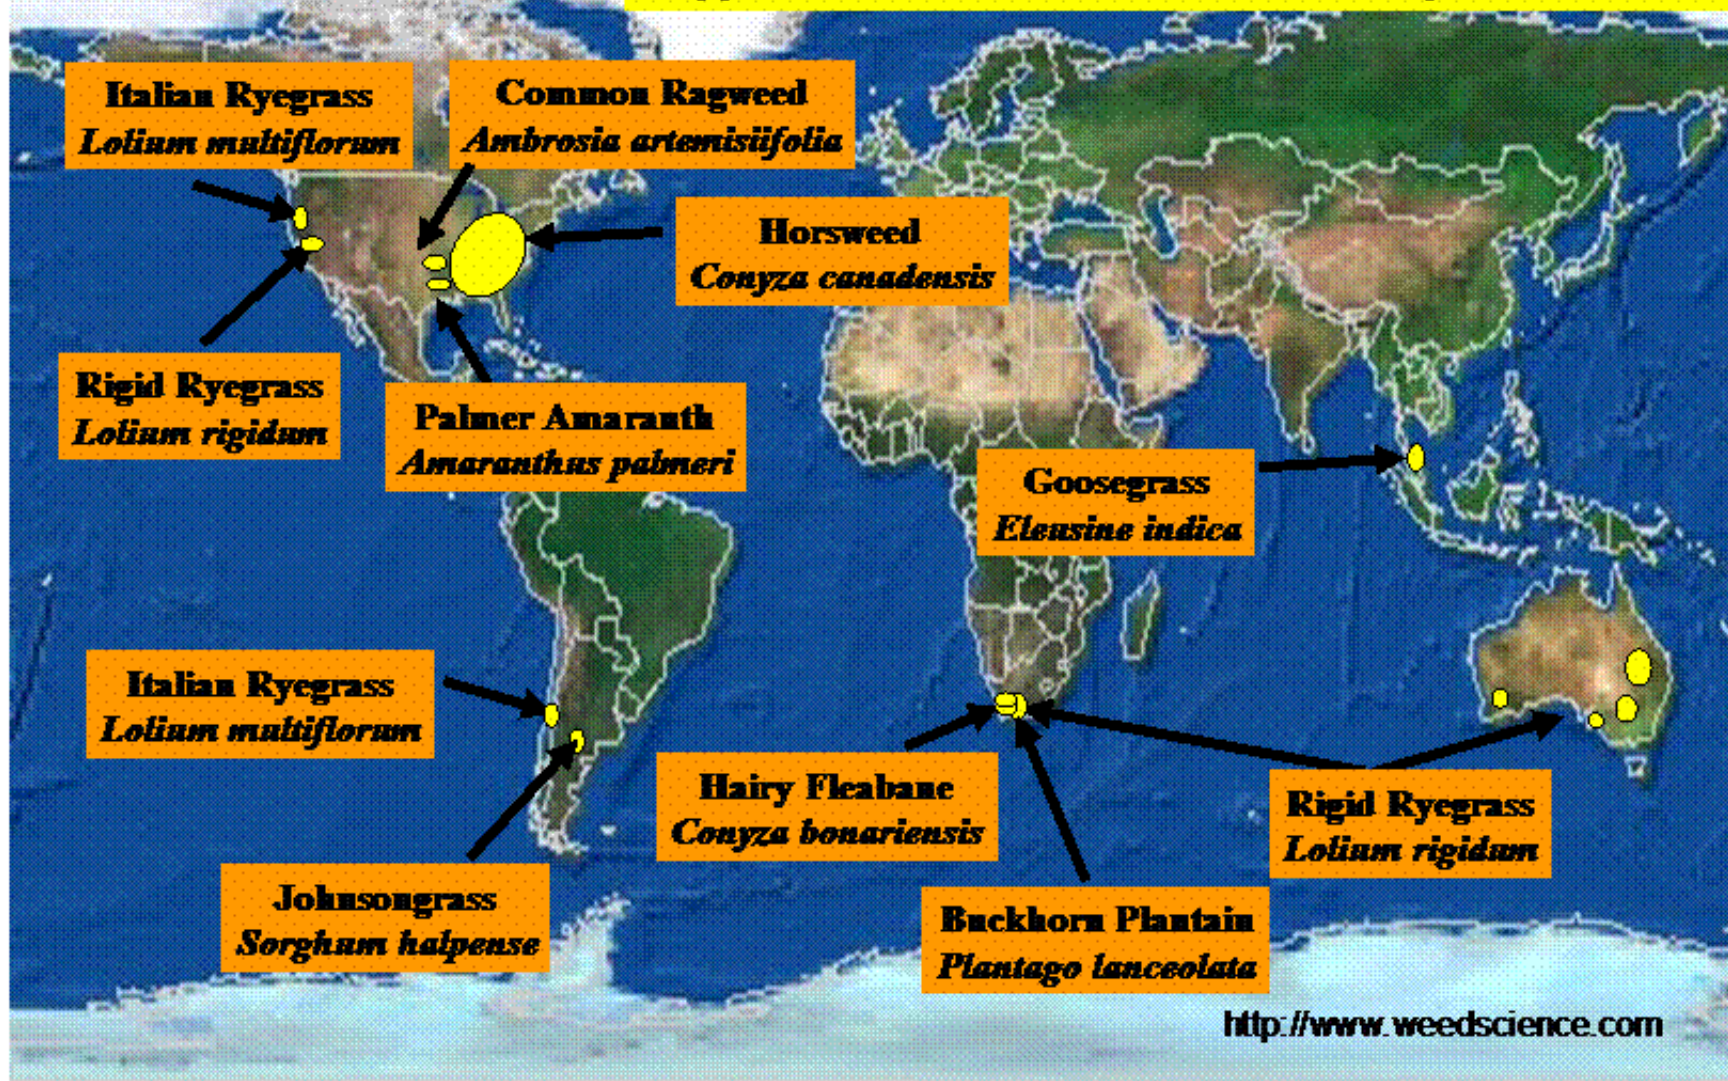 Italian Ryegrass
Lolium multiflorum
Common Ragweed
Ambrosia artemisiifolia
Horsweed
Conyza canadensis
Rigid Ryegrass
Lolium rigidum
Palmer Amaranth
Amaranthus palmeri
Goosegrass
Eleusine indica
Italian Ryegrass
Lolium multiflorum
Hairy Fleabane
Conyza bonariensis
Rigid Ryegrass
Lolium rigidum
Johnsongrass
Sorghum halpense
Buckhorn Plantain
Plantago lanceolata
http://www.weedscience.com